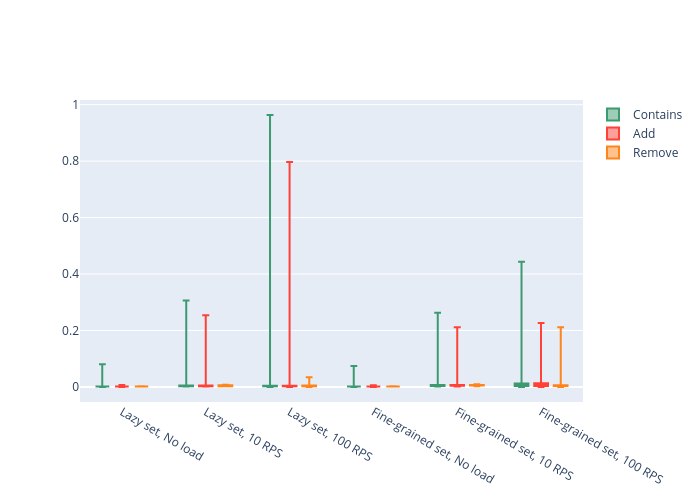 1
0.8
0.6
0.4
0.2
0
Lazy set, No load
Lazy set, 10 RPS
Lazy set, 100 RPS
Fine-grained set, No load
Fine-grained set, 10 RPS
Fine-grained set, 100 RPS
Contains
Add
Remove